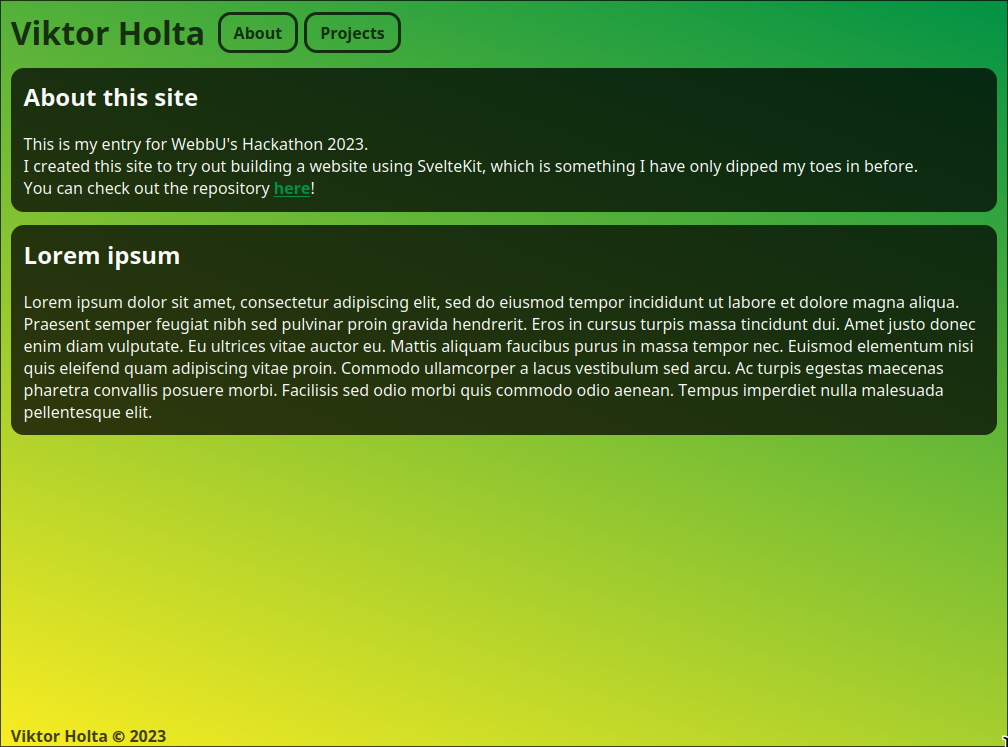 Viktor Holta
About
Projects
About this site
This is my entry for WebbU's Hackathon 2023.
I created this site to try out building a website using SvelteKit, which is something I have only dipped my toes in before.
You can check out the repository here!
Lorem ipsum
Lorem ipsum dolor sit amet, consectetur adipiscing elit, sed do eiusmod tempor incididunt ut labore et dolore magna aliqua.
Praesent semper feugiat nibh sed pulvinar proin gravida hendrerit. Eros in cursus turpis massa tincidunt dui. Amet justo donec
enim diam vulputate. Eu ultrices vitae auctor eu. Mattis aliquam faucibus purus in massa tempor nec. Euismod elementum nisi
quis eleifend quam adipiscing vitae proin. Commodo ullamcorper a lacus vestibulum sed arcu. Ac turpis egestas maecenas
pharetra convallis posuere morbi. Facilisis sed odio morbi quis commodo odio aenean. Tempus imperdiet nulla malesuada
pellentesque elit.
Viktor Holta © 2023